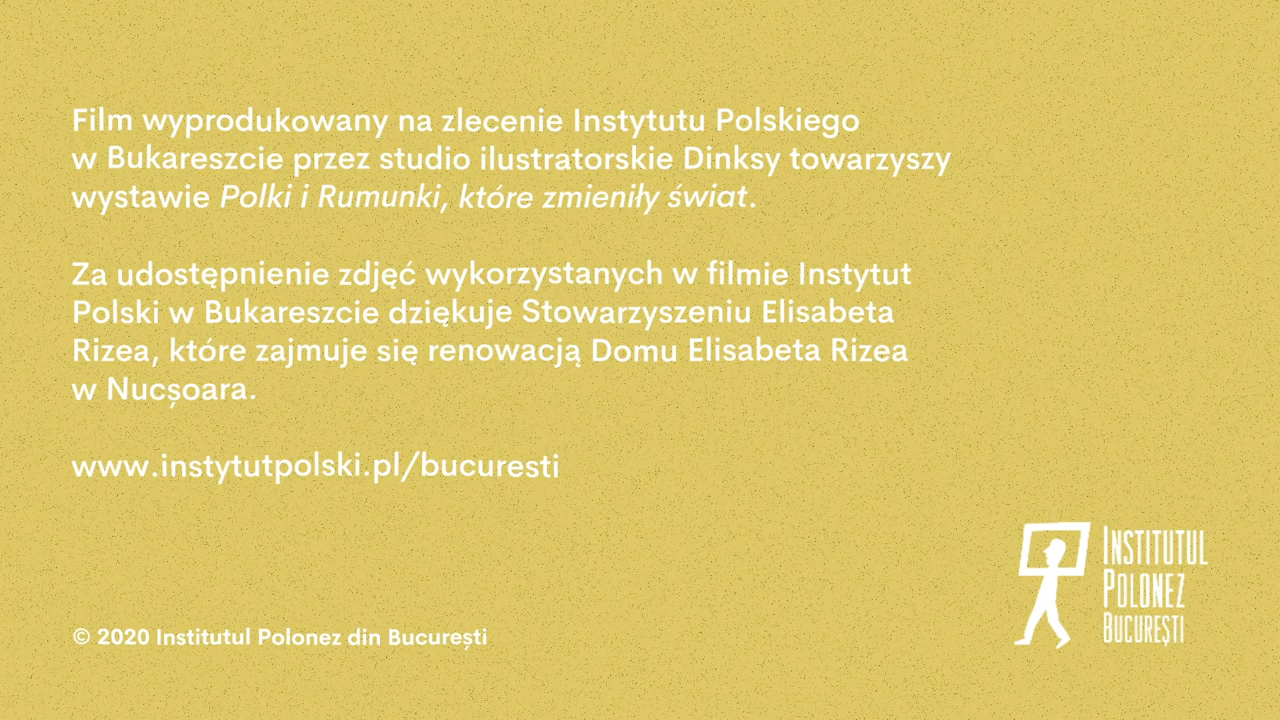 Film wyprodukowany na zlecenie Instytutu Polskiego
w Bukareszcie przez studio ilustratorskie Dinksy towarzyszy
wystawie Polki i Rumunki, które zmieniły świat.
Za udostępnienie zdjęć wykorzystanych w filmie Instytut
Polski w Bukareszcie dziękuje Stowarzyszeniu Elisabeta
Rizea, które zajmuje się renowacją Domu Elisabeta Rizea
w Nucșoara.
www.instytutpolski.pl/bucuresti
© 2020 Institutul Polonez din București
INSTITUTUL
POLONEZ
BUCUREȘTI